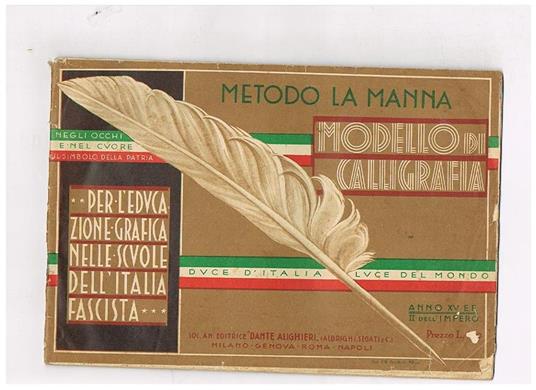 METODO LA MANNA
MODELLO DI
CALLIGRAFIA
NEGLI OCCHI
E·NEL CVORE
IL SIMBOLO DELLA PATRIA
··PER·L'EDVCA
ZIONE·GRAFICA
NELLE·SCVOLE
DELL'ITALIA
FASCISTA···
DVCE D'ITALIA LVCE DEL MONDO
ANNO XV E.F.
II DELL'IMPERO
Prezzo L.
SOC. AN. EDITRICE "DANTE ALIGHIERI„ (ALBRIGHI, SEGATI & C.)
MILANO·GENOVA·ROMA·NAPOLI